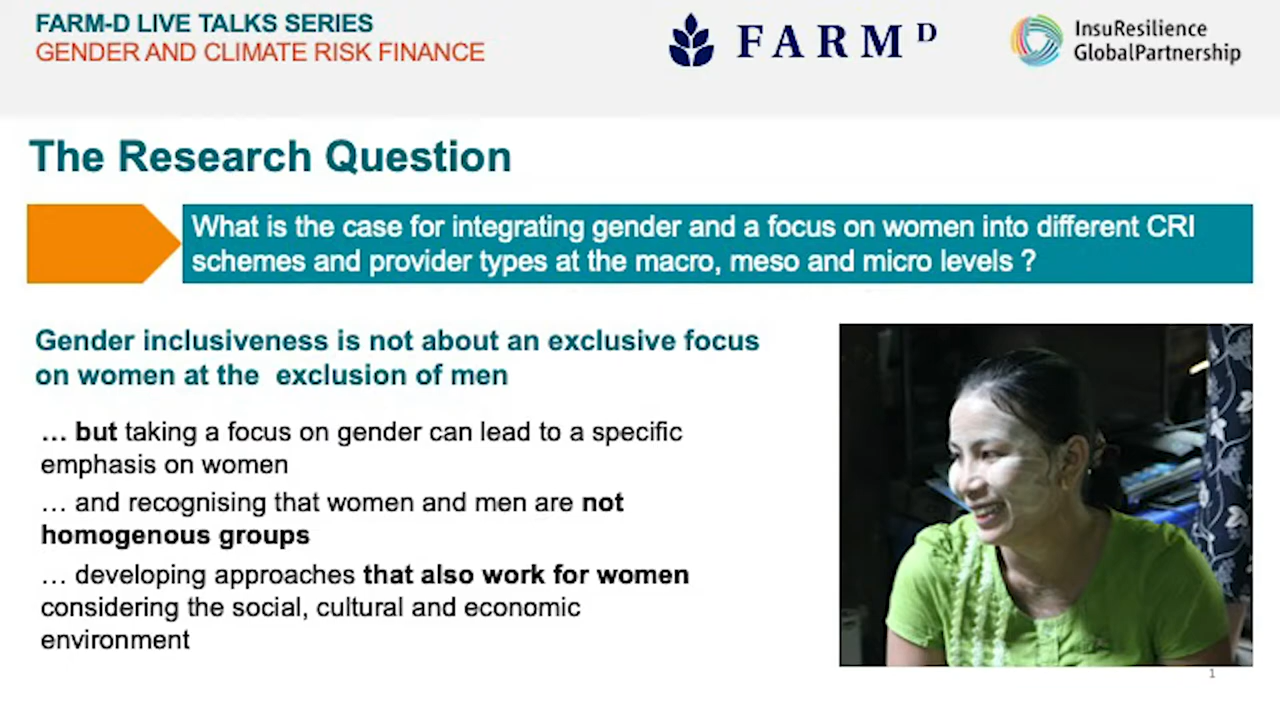 FARM-D LIVE TALKS SERIES
GENDER AND CLIMATE RISK FINANCE
FARM D
InsuResilience
GlobalPartnership
The Research Question
What is the case for integrating gender and a focus on women into different CRI
schemes and provider types at the macro, meso and micro levels ?
Gender inclusiveness is not about an exclusive focus
on women at the  exclusion of men
… but taking a focus on gender can lead to a specific
emphasis on women
… and recognising that women and men are not
homogenous groups
… developing approaches that also work for women
considering the social, cultural and economic
environment
1